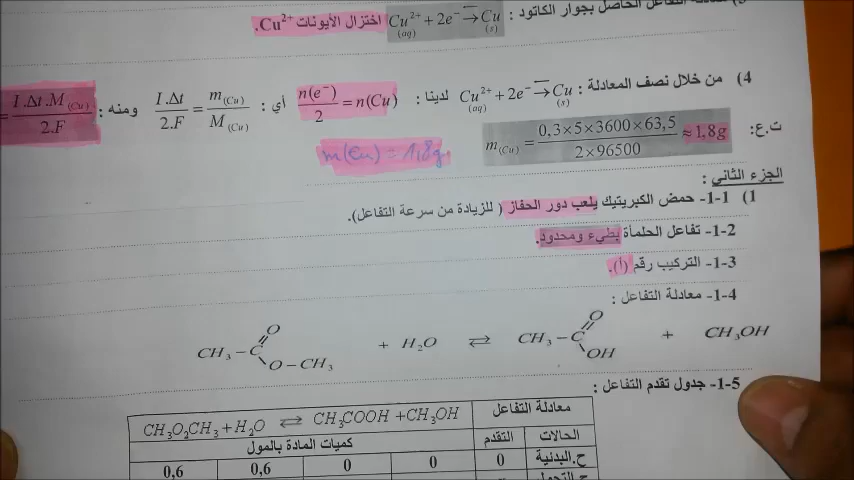 معادلة التفاعل الحاصل بجوار الكاتود : Cu²⁺(aq) + 2e⁻ ⇄ Cu(s) اختزال الأيونات Cu²⁺.
4) من خلال نصف المعادلة : Cu²⁺(aq) + 2e⁻ ⇄ Cu(s) لدينا : n(e⁻)/2 = n(Cu) أي : I.Δt/2.F = m(Cu)/M(Cu) ومنه : = I.Δt.M(Cu)/2.F
ت.ع: m(Cu) = 0,3×5×3600×63,5/2×96500 ≈ 1,8g
m(Cu) = 1,8g
الجزء الثاني :
1) 1-1- حمض الكبريتيك يلعب دور الحفاز ( للزيادة من سرعة التفاعل).
1-2- تفاعل الحلمأة بطيء ومحدود.
1-3- التركيب رقم (أ).
1-4- معادلة التفاعل :
CH₃ – C(=O) – O – CH₃ + H₂O ⇄ CH₃ – C(=O) – OH + CH₃OH
1-5- جدول تقدم التفاعل :
معادلة التفاعل CH₃O₂CH₃ + H₂O ⇄ CH₃COOH + CH₃OH
الحالات التقدم كميات المادة بالمول
ح.البدئية 0 0 0 0,6 0,6